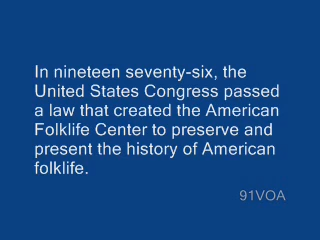 In nineteen seventy-six, the
United States Congress passed
a law that created the American
Folklife Center to preserve and
present the history of American
folklife.
91VOA